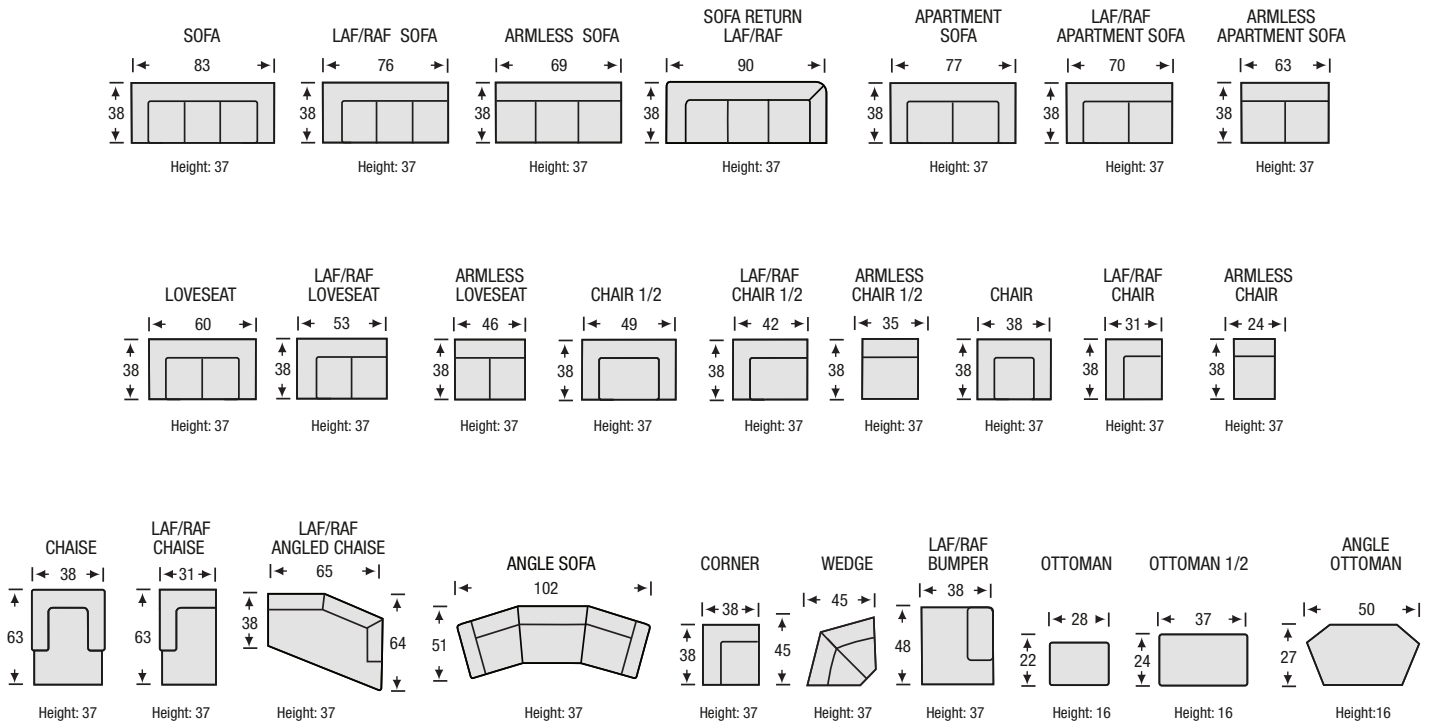 SOFA
83
38
Height: 37
LAF/RAF SOFA
76
38
Height: 37
ARMLESS SOFA
69
38
Height: 37
SOFA RETURN
LAF/RAF
90
38
Height: 37
APARTMENT
SOFA
77
38
Height: 37
LAF/RAF
APARTMENT SOFA
70
38
Height: 37
ARMLESS
APARTMENT SOFA
63
38
Height: 37
LOVESEAT
60
38
Height: 37
LAF/RAF
LOVESEAT
53
38
Height: 37
ARMLESS
LOVESEAT
46
38
Height: 37
CHAIR 1/2
49
38
Height: 37
LAF/RAF
CHAIR 1/2
42
38
Height: 37
ARMLESS
CHAIR 1/2
35
38
Height: 37
CHAIR
38
38
Height: 37
LAF/RAF
CHAIR
31
38
Height: 37
ARMLESS
CHAIR
24
38
Height: 37
CHAISE
38
63
Height: 37
LAF/RAF
CHAISE
31
63
Height: 37
LAF/RAF
ANGLED CHAISE
65
38
64
Height: 37
ANGLE SOFA
102
51
Height: 37
CORNER
38
38
Height: 37
WEDGE
45
45
Height: 37
LAF/RAF
BUMPER
38
48
Height: 37
OTTOMAN
28
22
Height: 16
OTTOMAN 1/2
37
24
Height: 16
ANGLE
OTTOMAN
50
27
Height:16